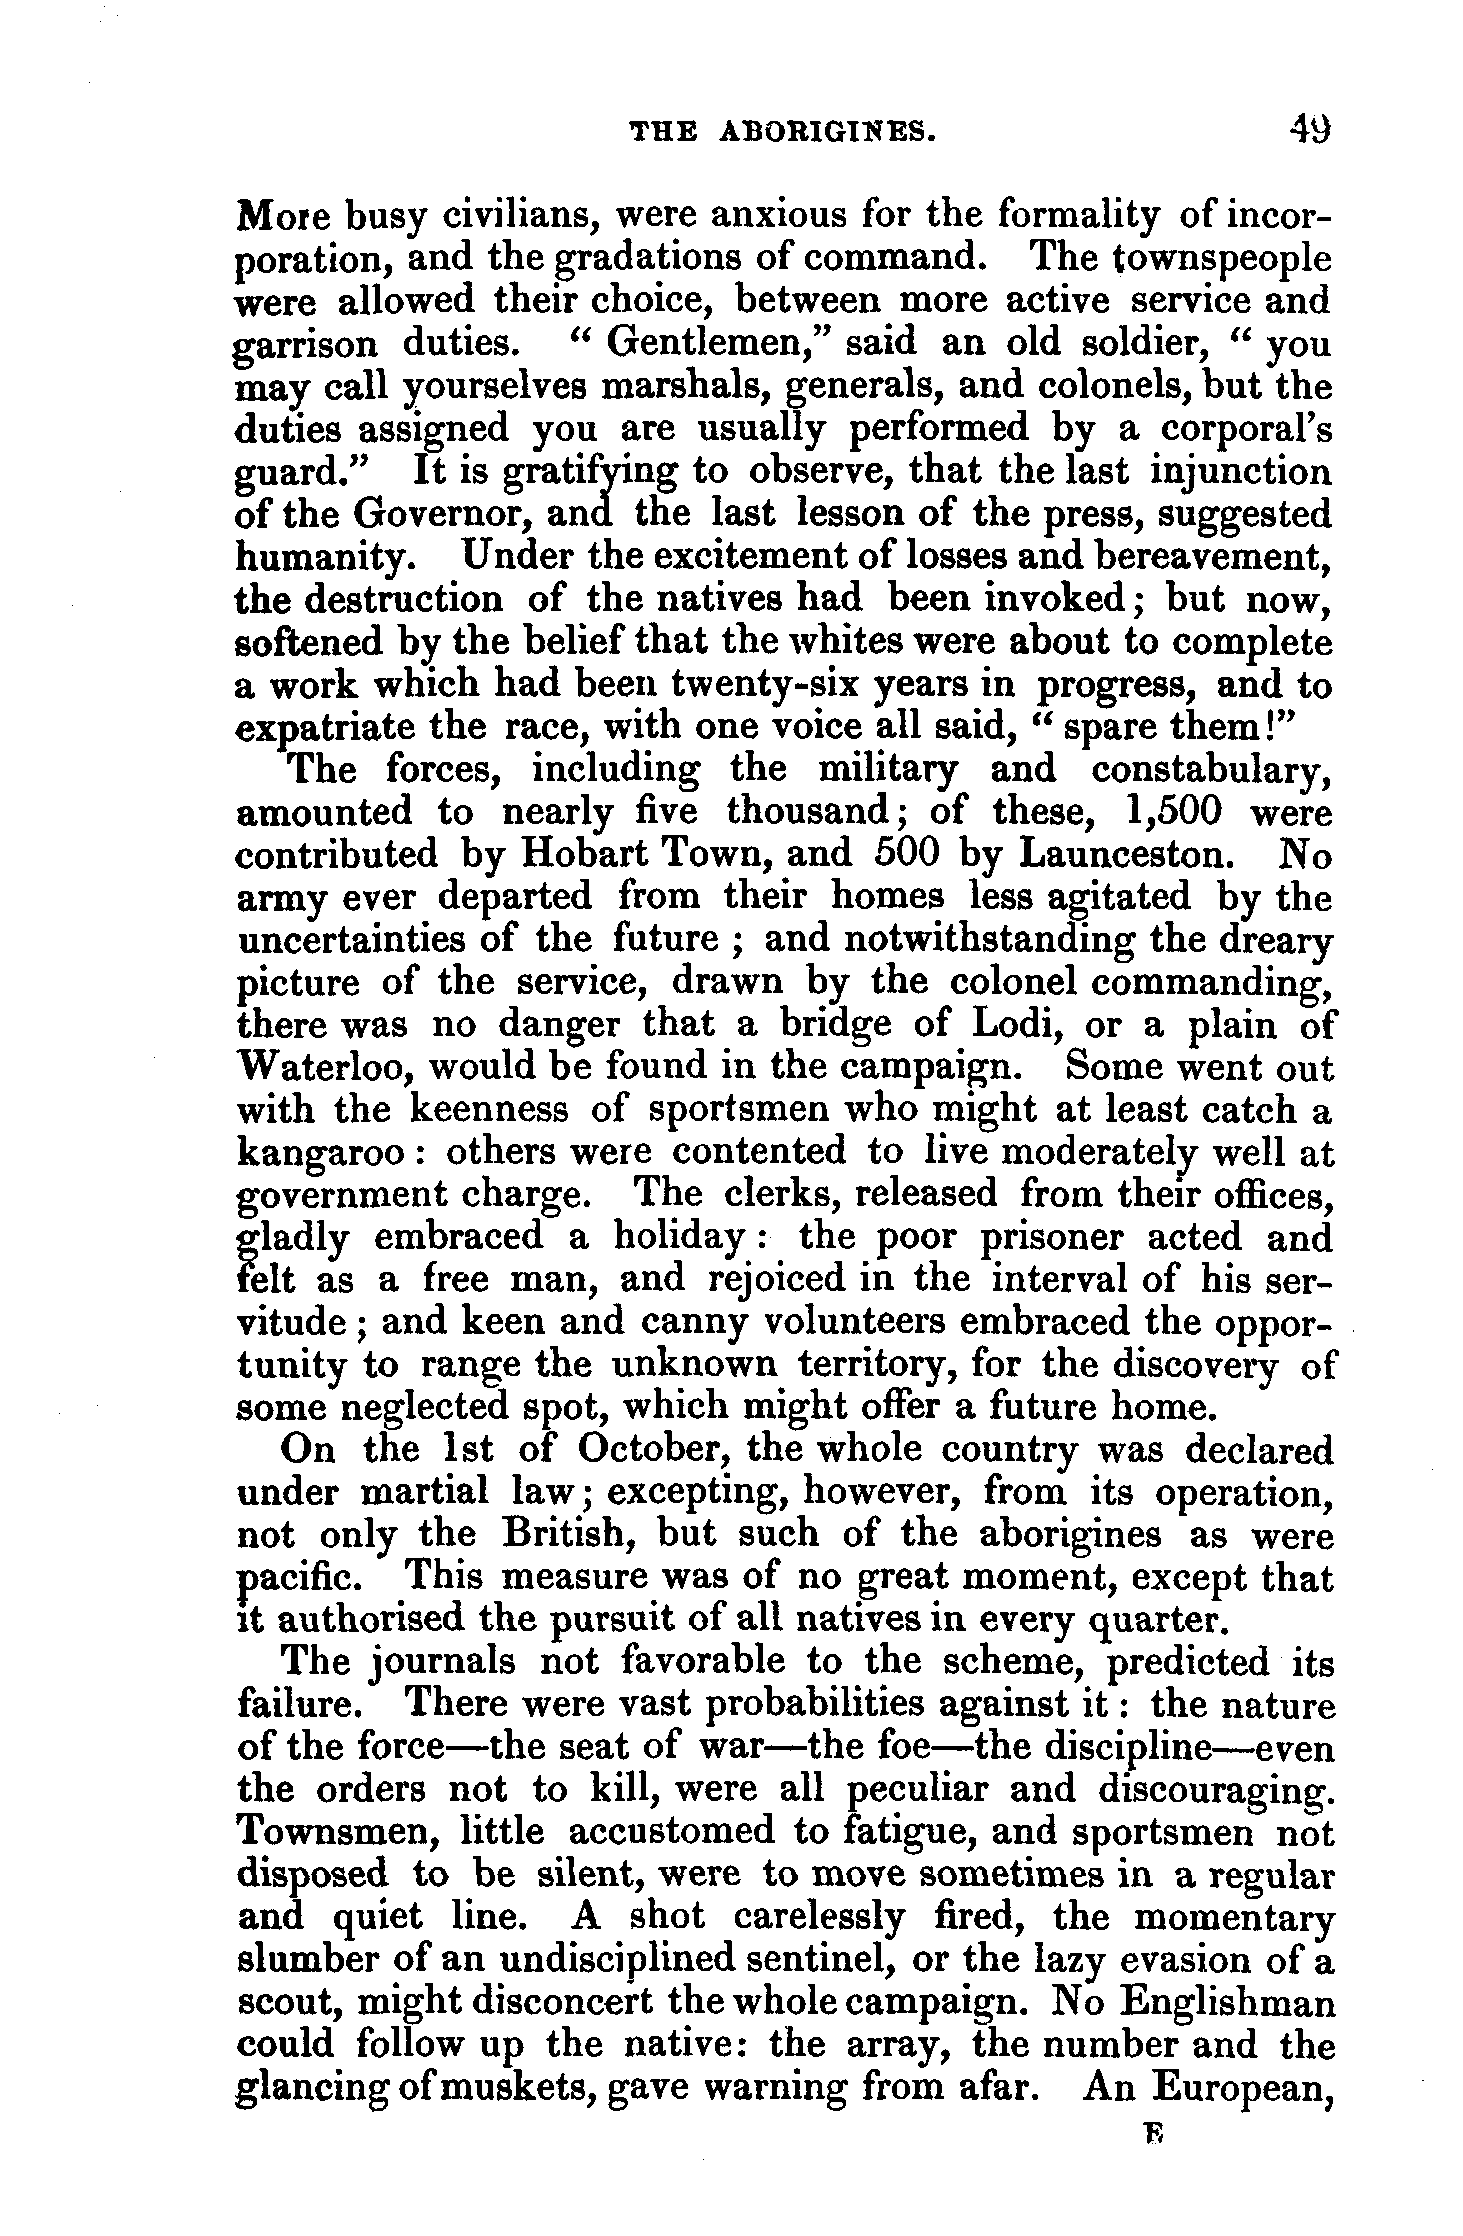 THE ABORIGINES. 49
More busy civilians, were anxious for the formality of incor-
poration, and the gradations of command. The townspeople
were allowed their choice, between more active service and
garrison duties. “ Gentlemen,” said an old soldier, “ you
may call yourselves marshals, generals, and colonels, but the
duties assigned you are usually performed by a corporal’s
guard.” It is gratifying to observe, that the last injunction
of the Governor, and the last lesson of the press, suggested
humanity. Under the excitement of losses and bereavement,
the destruction of the natives had been invoked; but now,
softened by the belief that the whites were about to complete
a work which had been twenty-six years in progress, and to
expatriate the race, with one voice all said, “ spare them!”
The forces, including the military and constabulary,
amounted to nearly five thousand; of these, 1,500 were
contributed by Hobart Town, and 500 by Launceston. No
army ever departed from their homes less agitated by the
uncertainties of the future ; and notwithstanding the dreary
picture of the service, drawn by the colonel commanding,
there was no danger that a bridge of Lodi, or a plain of
Waterloo, would be found in the campaign. Some went out
with the keenness of sportsmen who might at least catch a
kangaroo : others were contented to live moderately well at
government charge. The clerks, released from their offices,
gladly embraced a holiday : the poor prisoner acted and
felt as a free man, and rejoiced in the interval of his ser-
vitude ; and keen and canny volunteers embraced the oppor-
tunity to range the unknown territory, for the discovery of
some neglected spot, which might offer a future home.
On the 1st of October, the whole country was declared
under martial law; excepting, however, from its operation,
not only the British, but such of the aborigines as were
pacific. This measure was of no great moment, except that
it authorised the pursuit of all natives in every quarter.
The journals not favorable to the scheme, predicted its
failure. There were vast probabilities against it : the nature
of the force—the seat of war—the foe—the discipline—even
the orders not to kill, were all peculiar and discouraging.
Townsmen, little accustomed to fatigue, and sportsmen not
disposed to be silent, were to move sometimes in a regular
and quiet line. A shot carelessly fired, the momentary
slumber of an undisciplined sentinel, or the lazy evasion of a
scout, might disconcert the whole campaign. No Englishman
could follow up the native: the array, the number and the
glancing of muskets, gave warning from afar. An European,
E